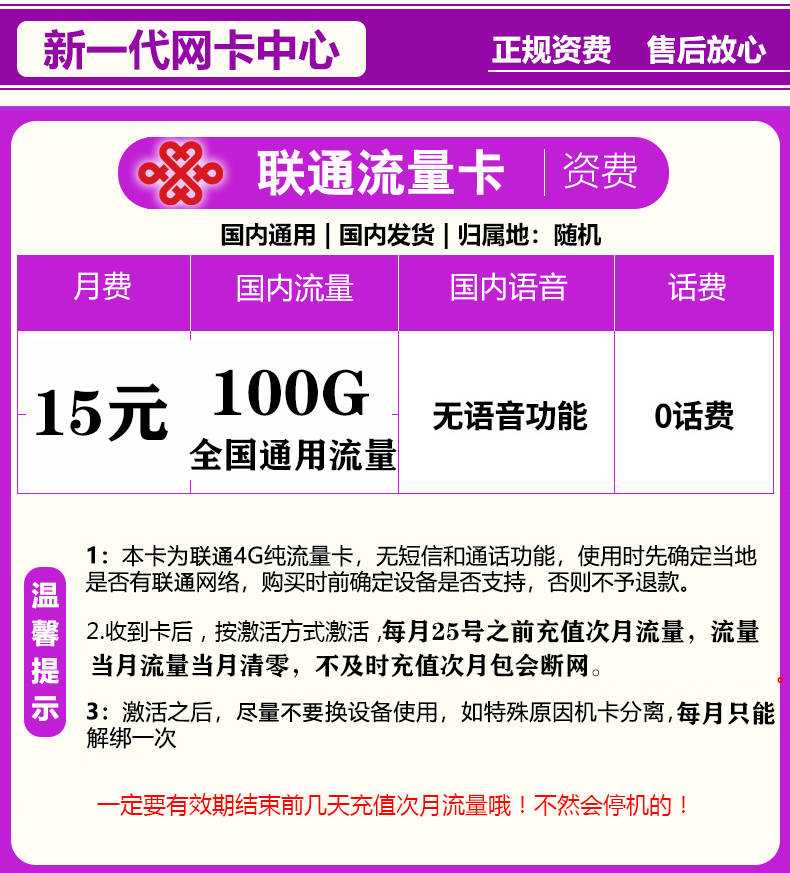 新一代网卡中心
正规资费 售后放心
联通流量卡 资费
国内通用 | 国内发货 | 归属地：随机
月费 国内流量 国内语音 话费
15元 100G 无语音功能 0话费
全国通用流量
温馨提示
1：本卡为联通4G纯流量卡，无短信和通话功能，使用时先确定当地
是否有联通网络，购买时前确定设备是否支持，否则不予退款。
2.收到卡后，按激活方式激活,每月25号之前充值次月流量，流量
当月流量当月清零，不及时充值次月包会断网。
3：激活之后，尽量不要换设备使用，如特殊原因机卡分离,每月只能
解绑一次
一定要有效期结束前几天充值次月流量哦！不然会停机的！